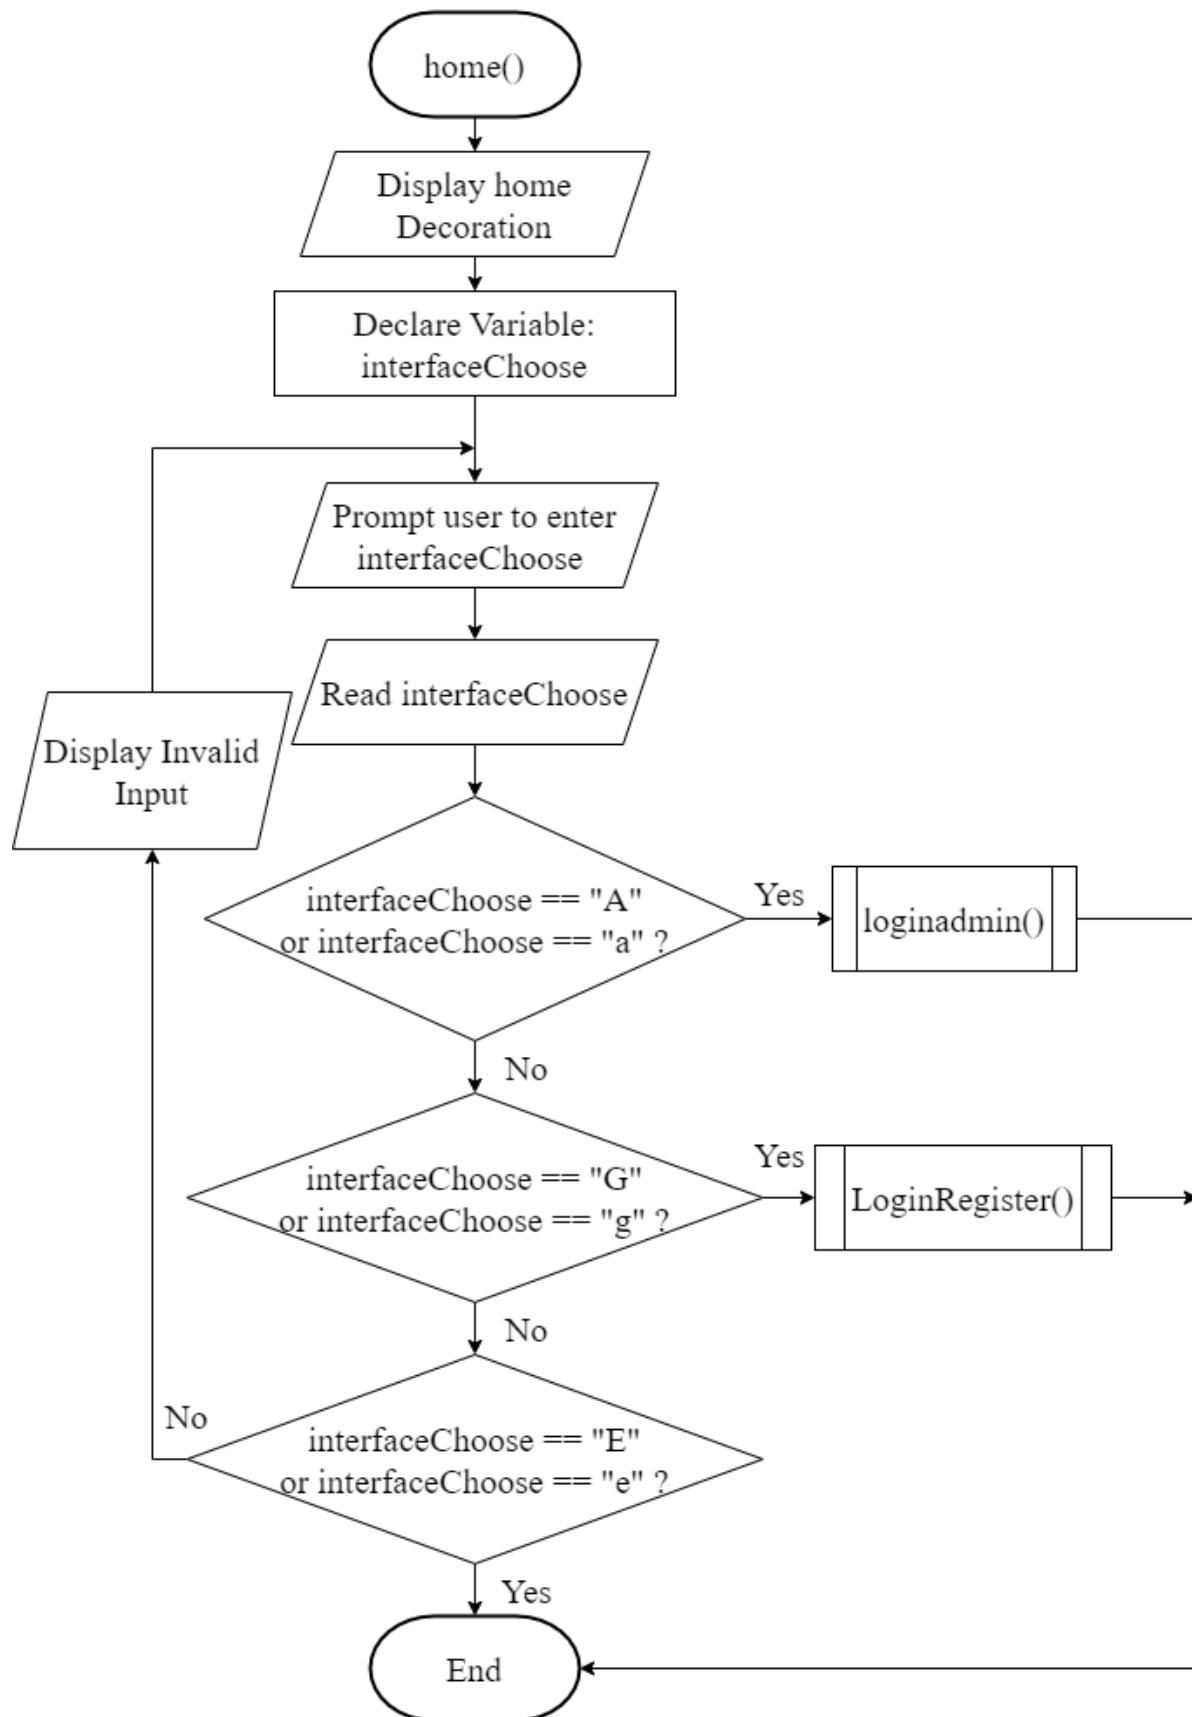 home()
Display home
Decoration
Declare Variable:
interfaceChoose
Prompt user to enter
interfaceChoose
Read interfaceChoose
Display Invalid
Input
interfaceChoose == "A"
or interfaceChoose == "a" ?
Yes
loginadmin()
No
interfaceChoose == "G"
or interfaceChoose == "g" ?
Yes
LoginRegister()
No
interfaceChoose == "E"
or interfaceChoose == "e" ?
No
Yes
End